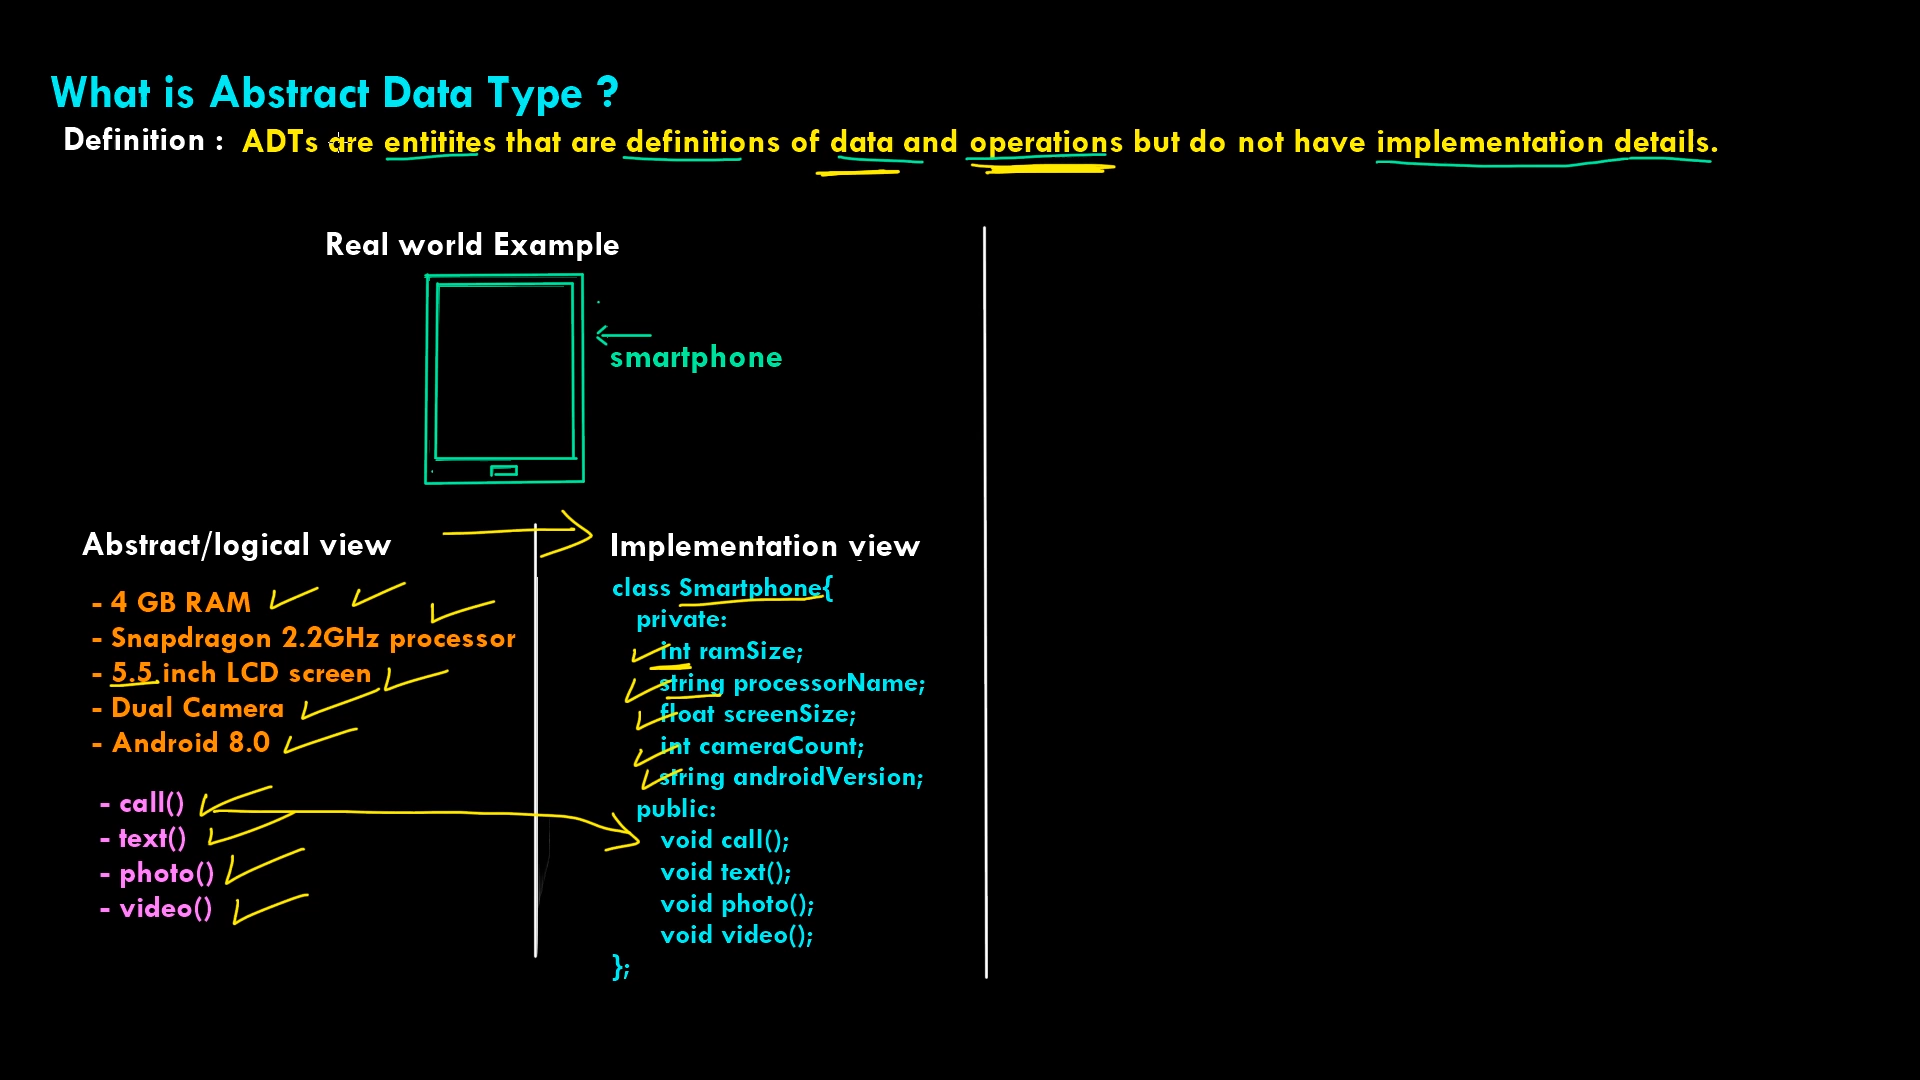 What is Abstract Data Type ?
Definition : ADTs are entitites that are definitions of data and operations but do not have implementation details.
Real world Example
smartphone
Abstract/logical view
- 4 GB RAM
- Snapdragon 2.2GHz processor
- 5.5 inch LCD screen
- Dual Camera
- Android 8.0
- call()
- text()
- photo()
- video()
Implementation view
class Smartphone{
private:
int ramSize;
string processorName;
float screenSize;
int cameraCount;
string androidVersion;
public:
void call();
void text();
void photo();
void video();
};